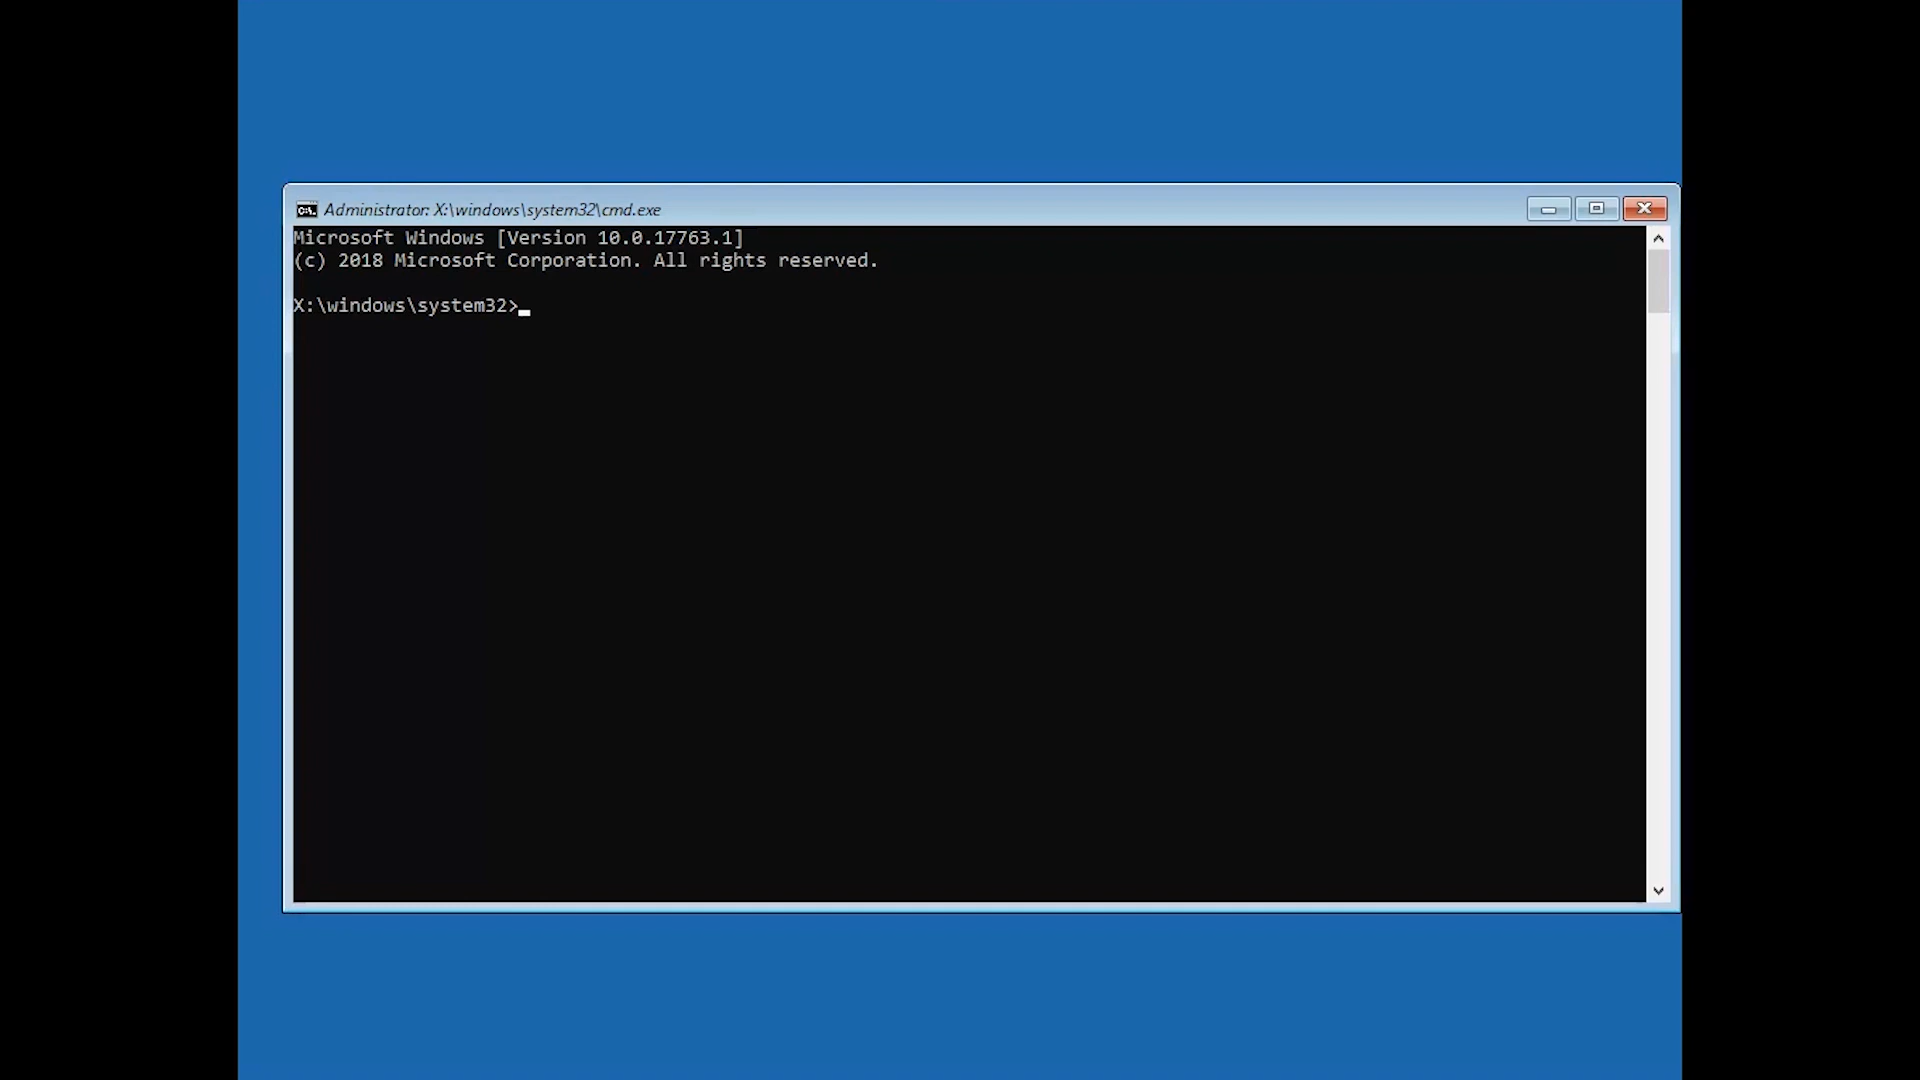 Administrator: X:\windows\system32\cmd.exe
Microsoft Windows [Version 10.0.17763.1]
(c) 2018 Microsoft Corporation. All rights reserved.
X:\windows\system32>